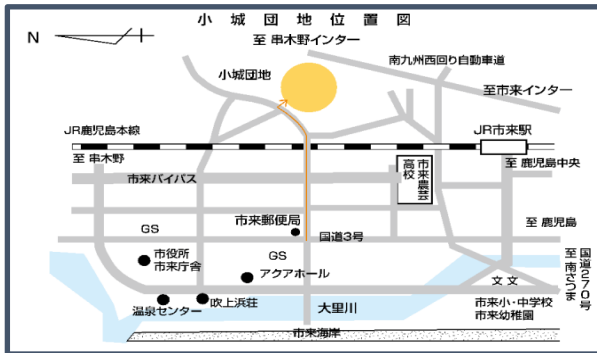 小城団地位置図
N
至 串木野インター
南九州西回り自動車道
小城団地
至 市来インター
JR鹿児島本線
JR市来駅
至 串木野
至 鹿児島中央
市来バイパス
市来農芸
高校
市来郵便局
至 鹿児島
GS
国道3号
市役所
市来庁舎
GS
アクアホール
国道270号
至 南さつま
文 文
温泉センター
吹上浜荘
大里川
市来小・中学校
市来幼稚園
市来海岸